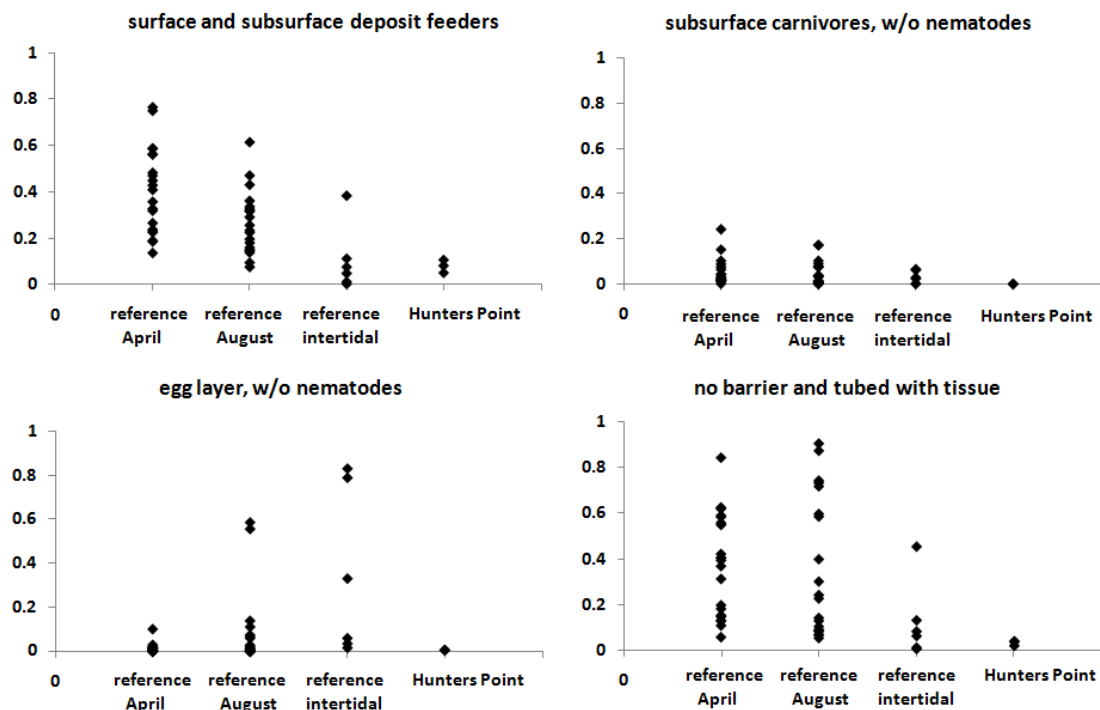 surface and subsurface deposit feeders
1
0.8
0.6
0.4
0.2
0
0
reference
April
reference
August
reference
intertidal
Hunters Point
subsurface carnivores, w/o nematodes
1
0.8
0.6
0.4
0.2
0
0
reference
April
reference
August
reference
intertidal
Hunters Point
egg layer, w/o nematodes
1
0.8
0.6
0.4
0.2
0
0
reference
April
reference
August
reference
intertidal
Hunters Point
no barrier and tubed with tissue
1
0.8
0.6
0.4
0.2
0
0
reference
April
reference
August
reference
intertidal
Hunters Point